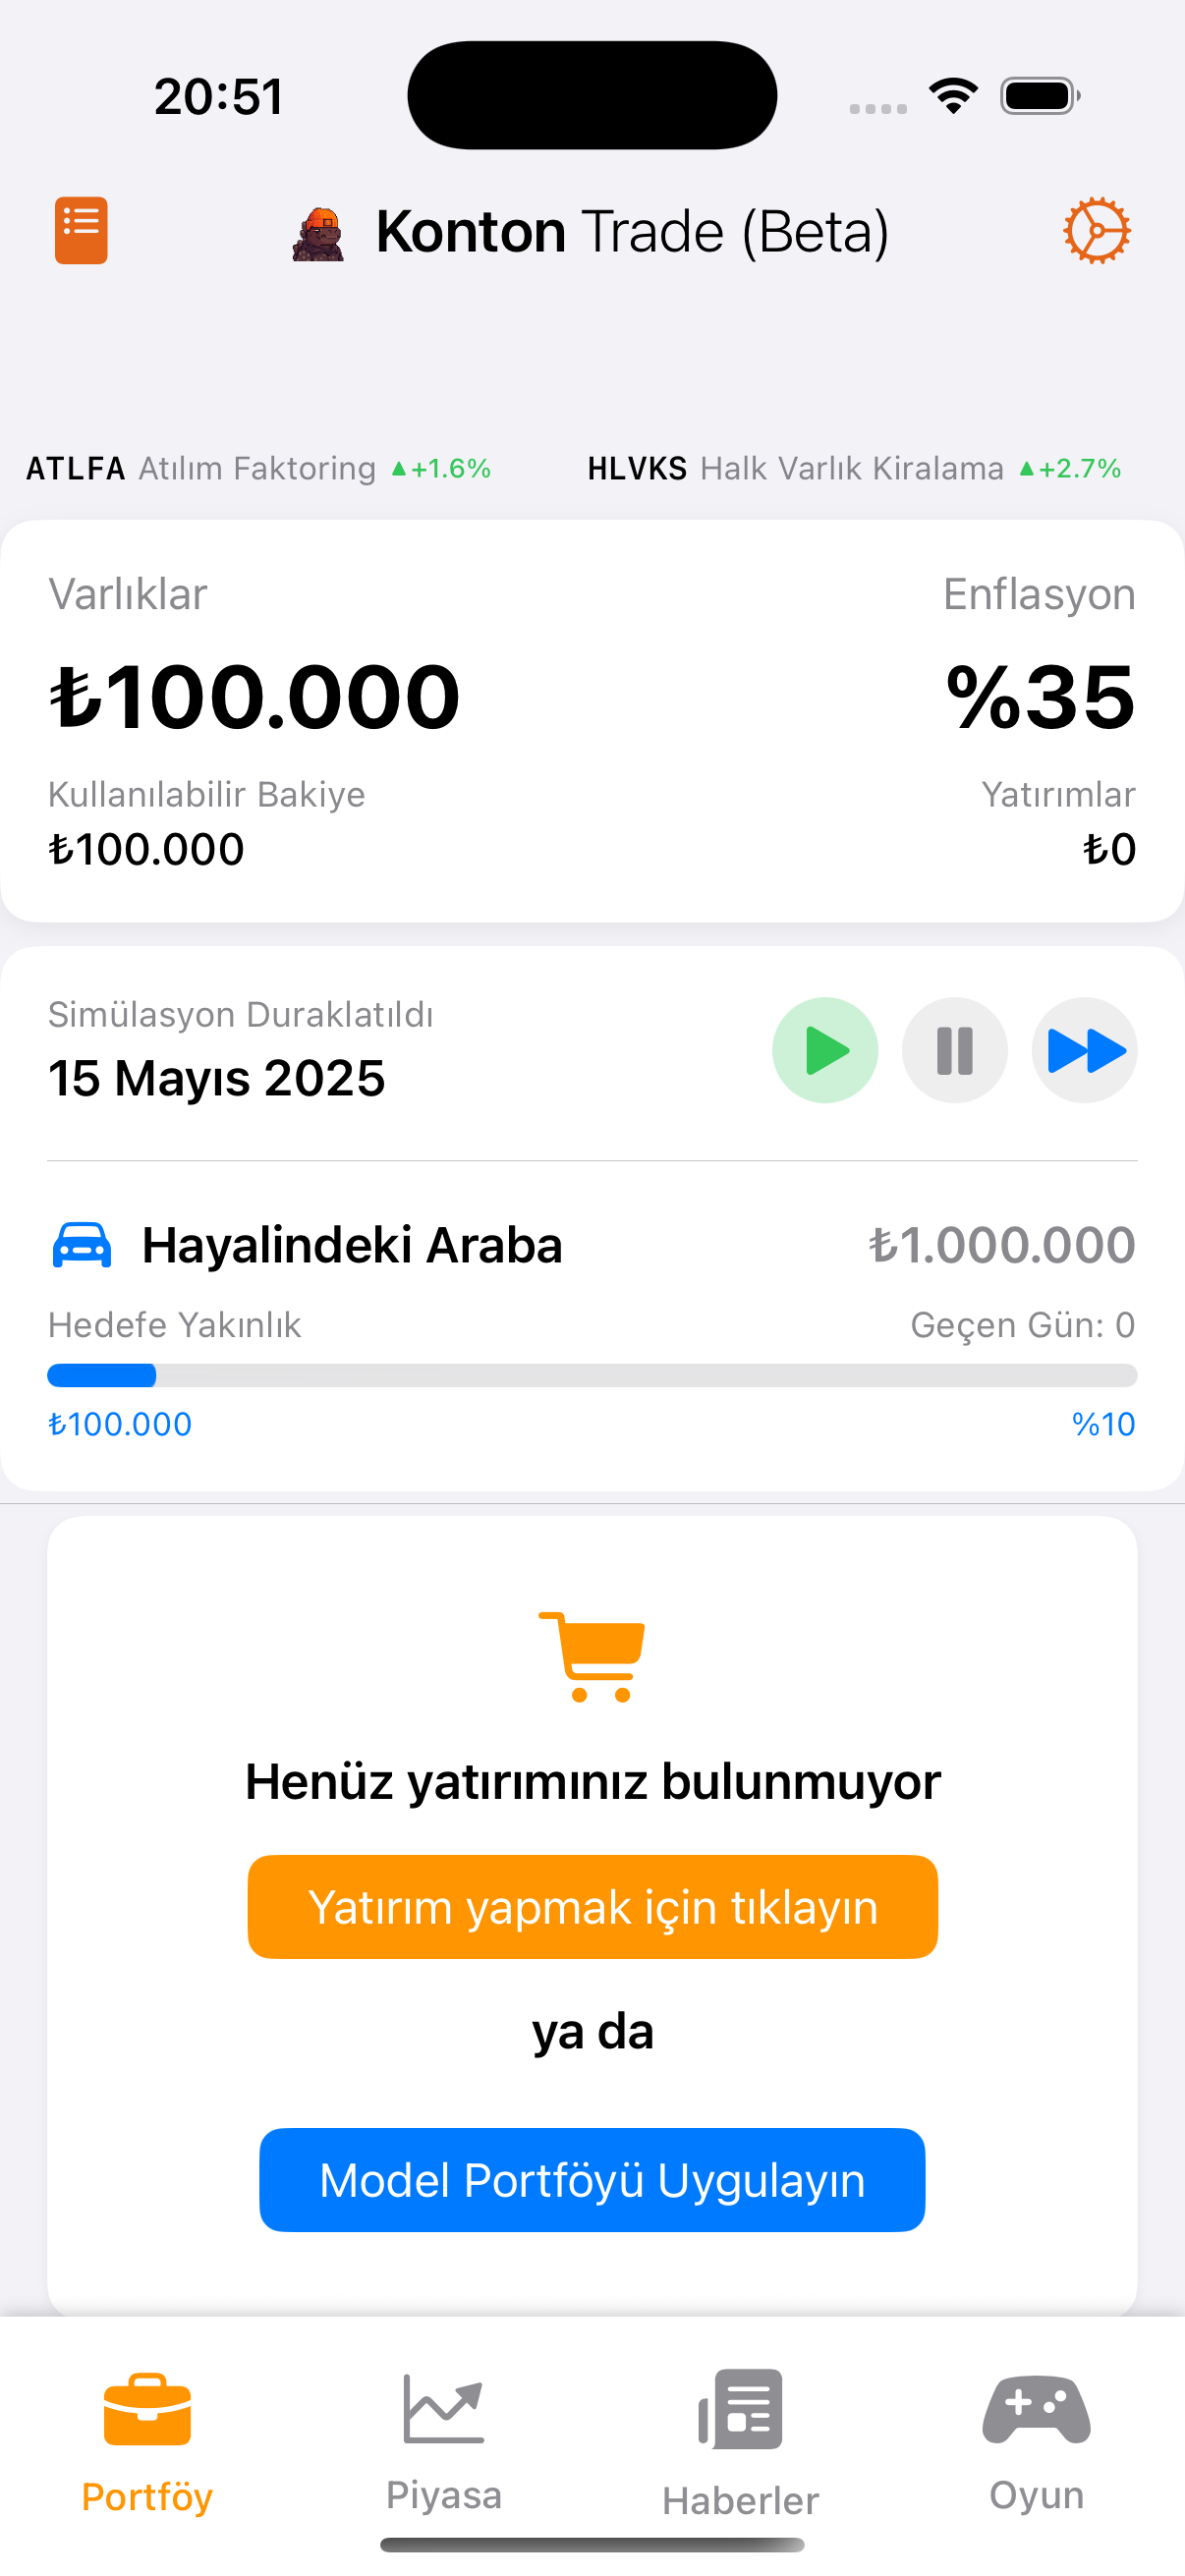 20:51
Konton Trade (Beta)
ATLFA Atılım Faktoring ▲+1.6% HLVKS Halk Varlık Kiralama ▲+2.7%
Varlıklar Enflasyon
₺100.000 %35
Kullanılabilir Bakiye Yatırımlar
₺100.000 ₺0
Simülasyon Duraklatıldı
15 Mayıs 2025
Hayalindeki Araba ₺1.000.000
Hedefe Yakınlık Geçen Gün: 0
₺100.000 %10
Henüz yatırımınız bulunmuyor
Yatırım yapmak için tıklayın
ya da
Model Portföyü Uygulayın
Portföy Piyasa Haberler Oyun